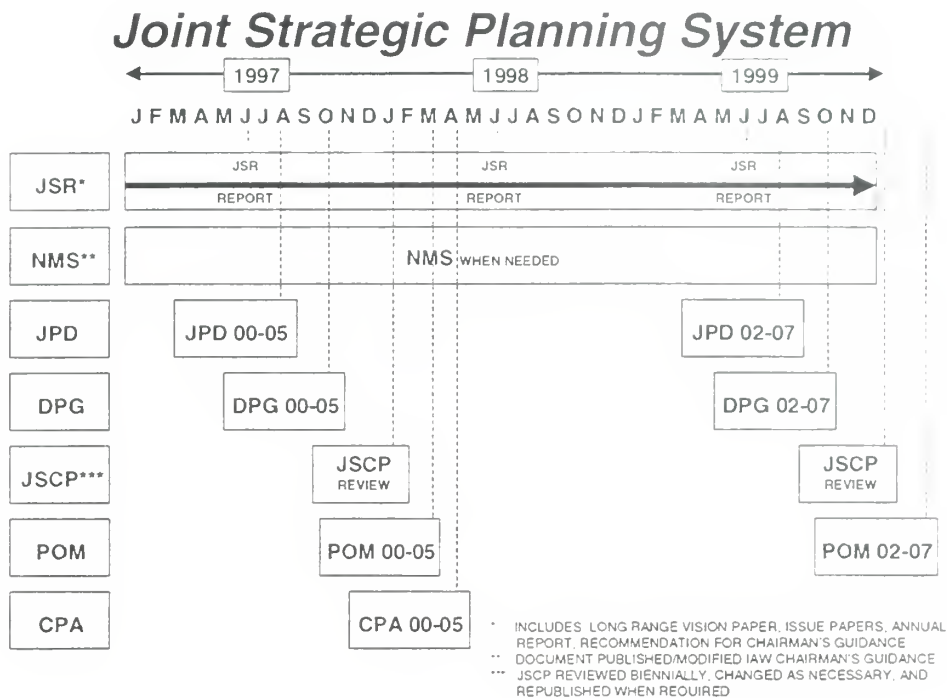 Joint Strategic Planning System
1997 1998 1999
J F M A M J J A S O N D J F M A M J J A S O N D J F M A M J J A S O N D
JSR*
JSR JSR JSR
REPORT REPORT REPORT
NMS**
NMS WHEN NEEDED
JPD
JPD 00-05
JPD 02-07
DPG
DPG 00-05
DPG 02-07
JSCP***
JSCP
REVIEW
JSCP
REVIEW
POM
POM 00-05
POM 02-07
CPA
CPA 00-05
* INCLUDES LONG RANGE VISION PAPER, ISSUE PAPERS, ANNUAL
REPORT, RECOMMENDATION FOR CHAIRMAN'S GUIDANCE
** DOCUMENT PUBLISHED/MODIFIED IAW CHAIRMAN'S GUIDANCE
*** JSCP REVIEWED BIENNIALLY, CHANGED AS NECESSARY, AND
REPUBLISHED WHEN REQUIRED